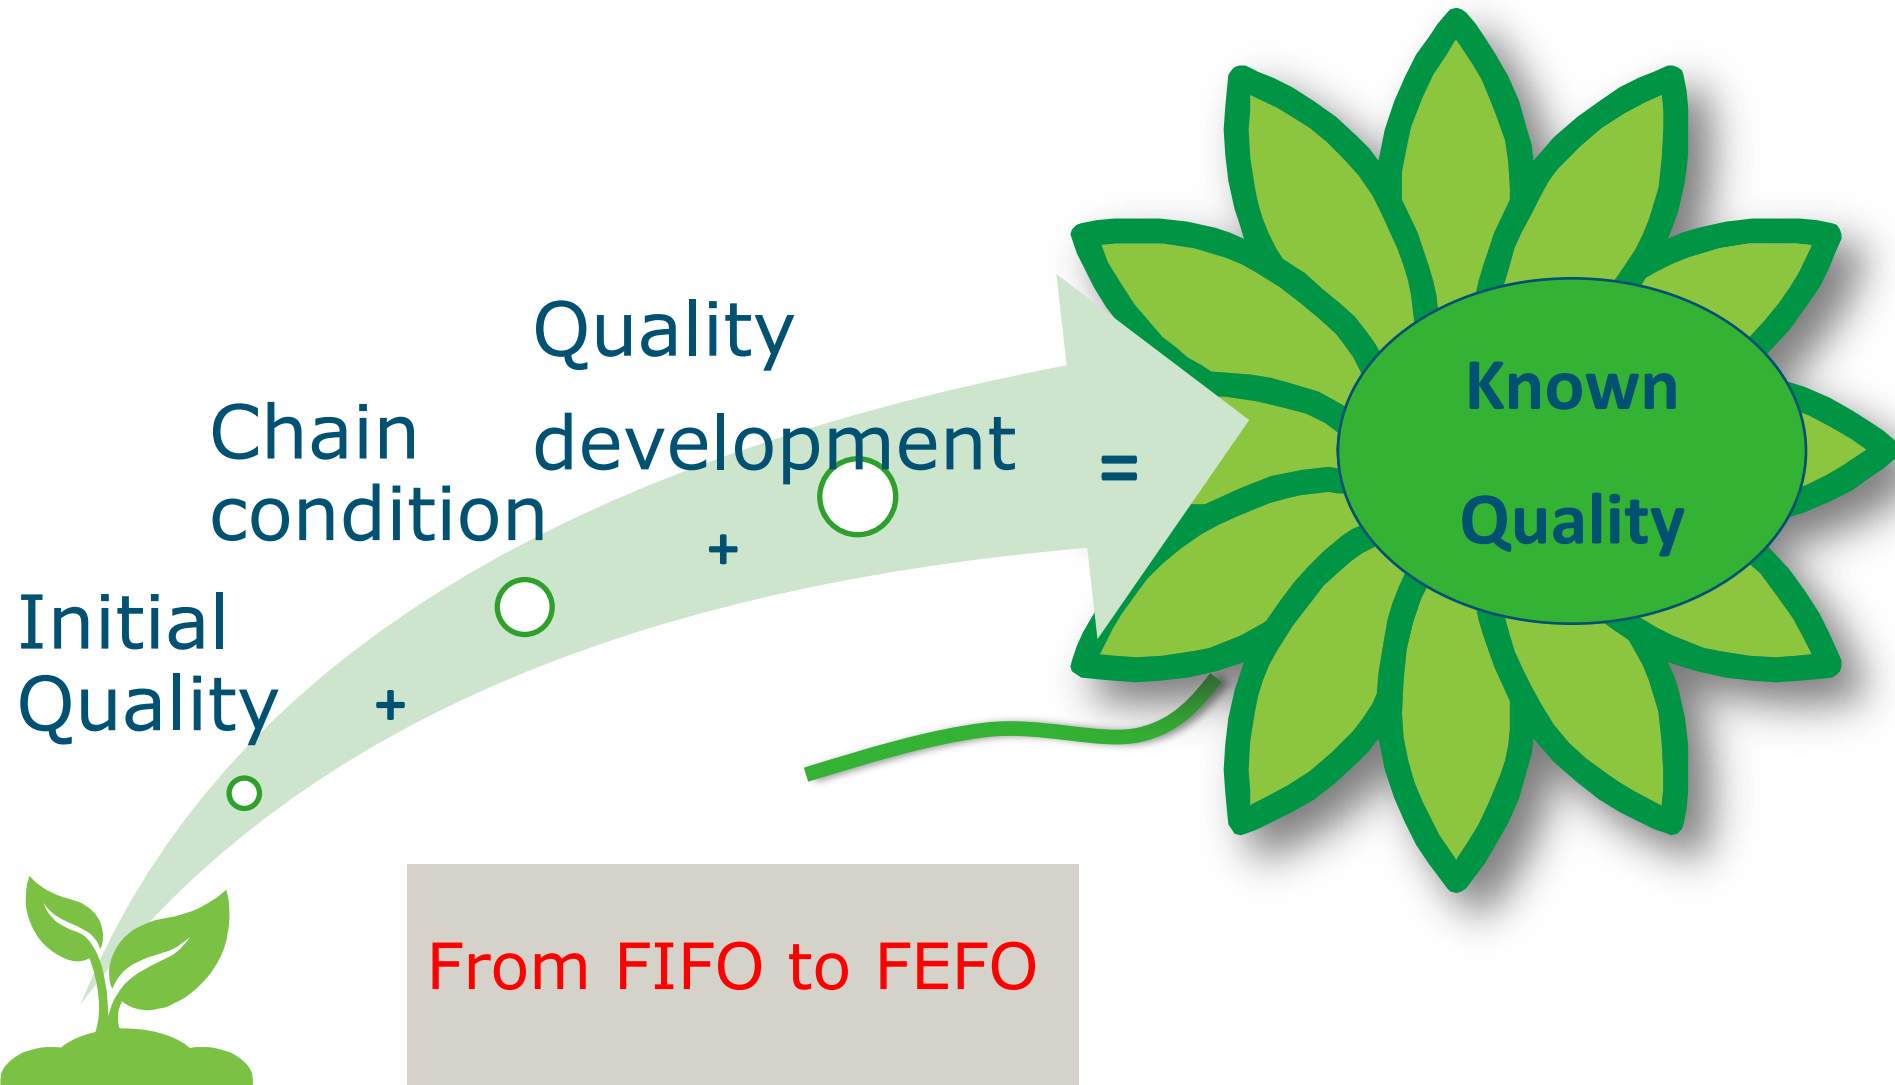 Initial
Quality
+
Chain
condition
+
Quality
development
=
Known
Quality
From FIFO to FEFO